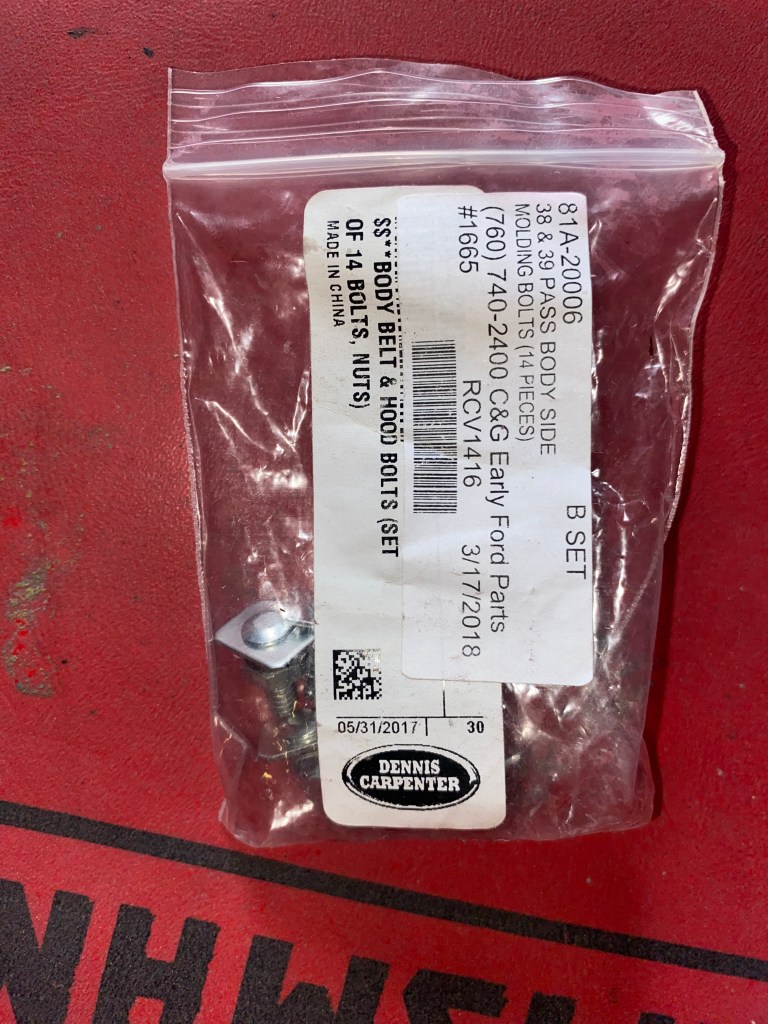 81A-20006
B SET
38 & 39 PASS BODY SIDE
MOLDING BOLTS (14 PIECES)
(760) 740-2400 C&G Early Ford Parts
#1665
RCV1416
3/17/2018
$$** BODY BELT & HOOD BOLTS (SET
OF 14 BOLTS, NUTS)
MADE IN CHINA
05/31/2017
30
DENNIS
CARPENTER